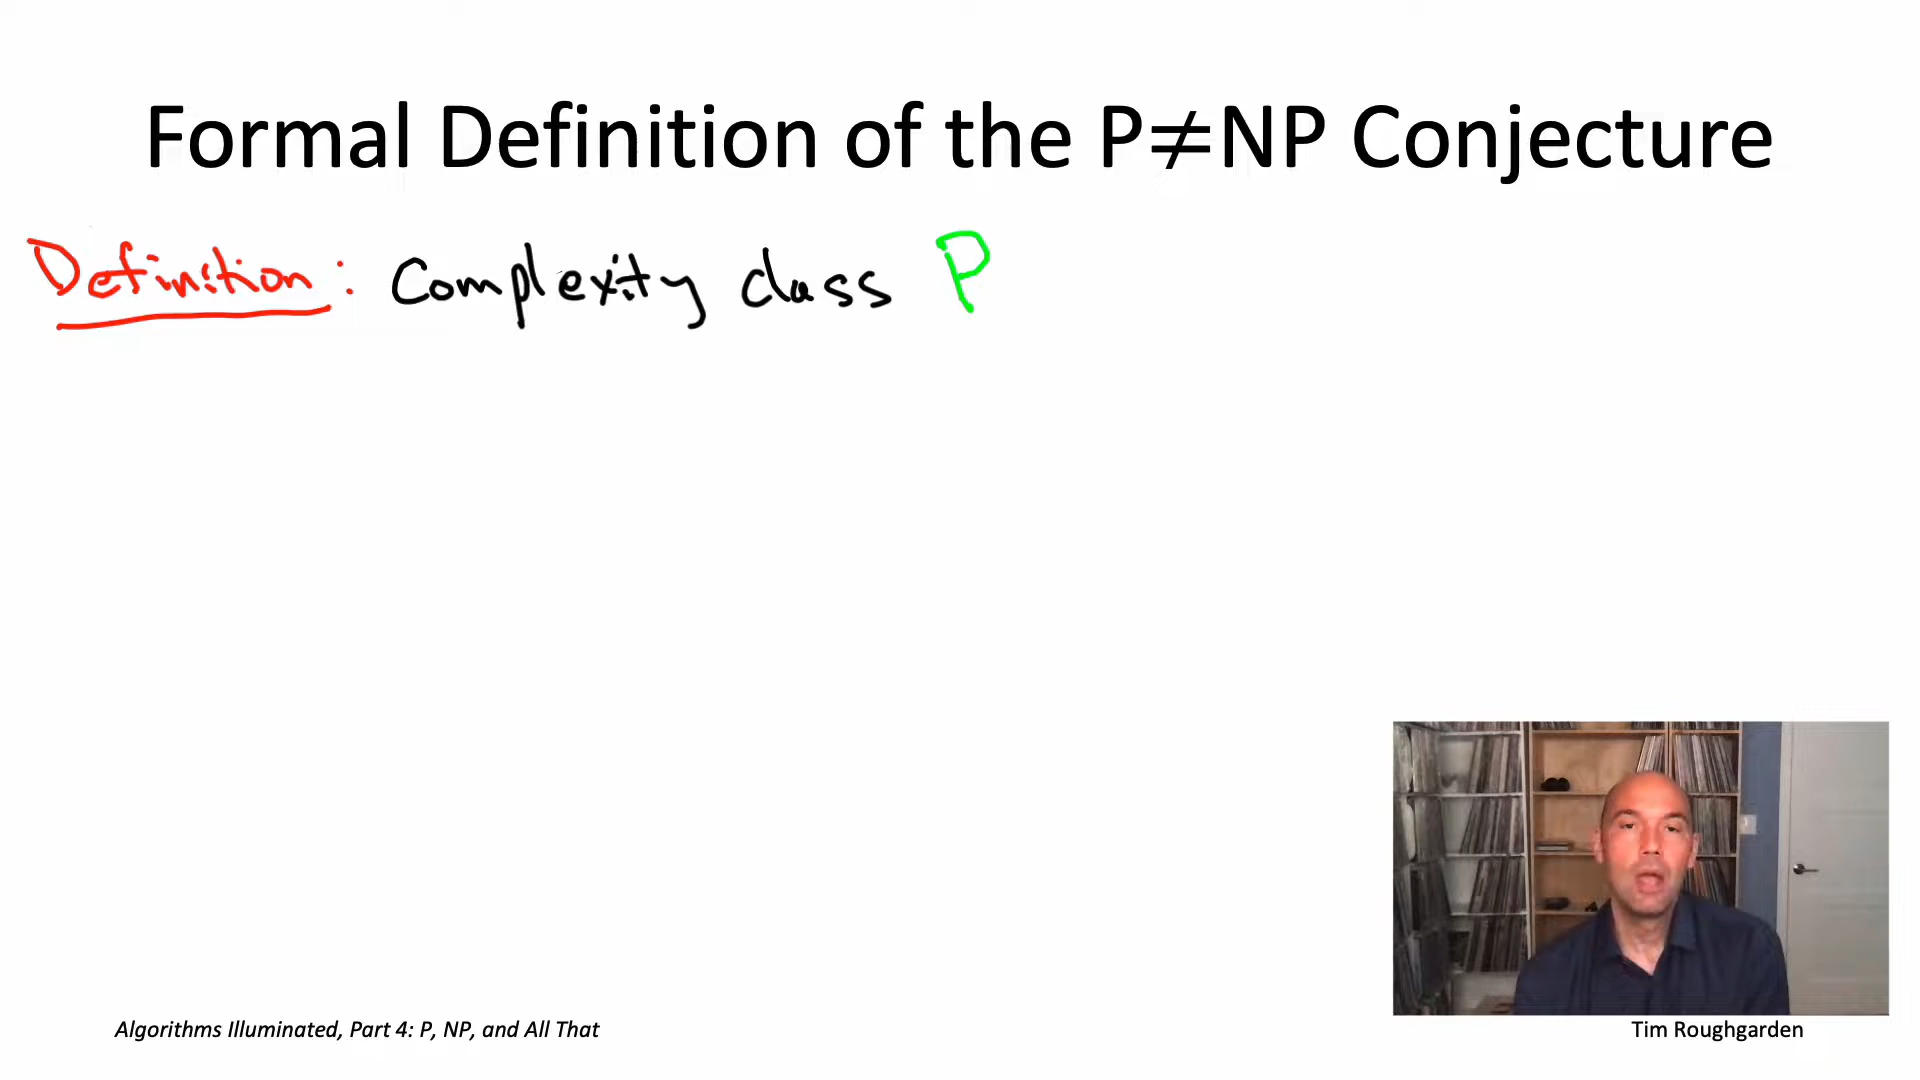 Formal Definition of the P≠NP Conjecture
Definition: Complexity class P
Algorithms Illuminated, Part 4: P, NP, and All That
Tim Roughgarden